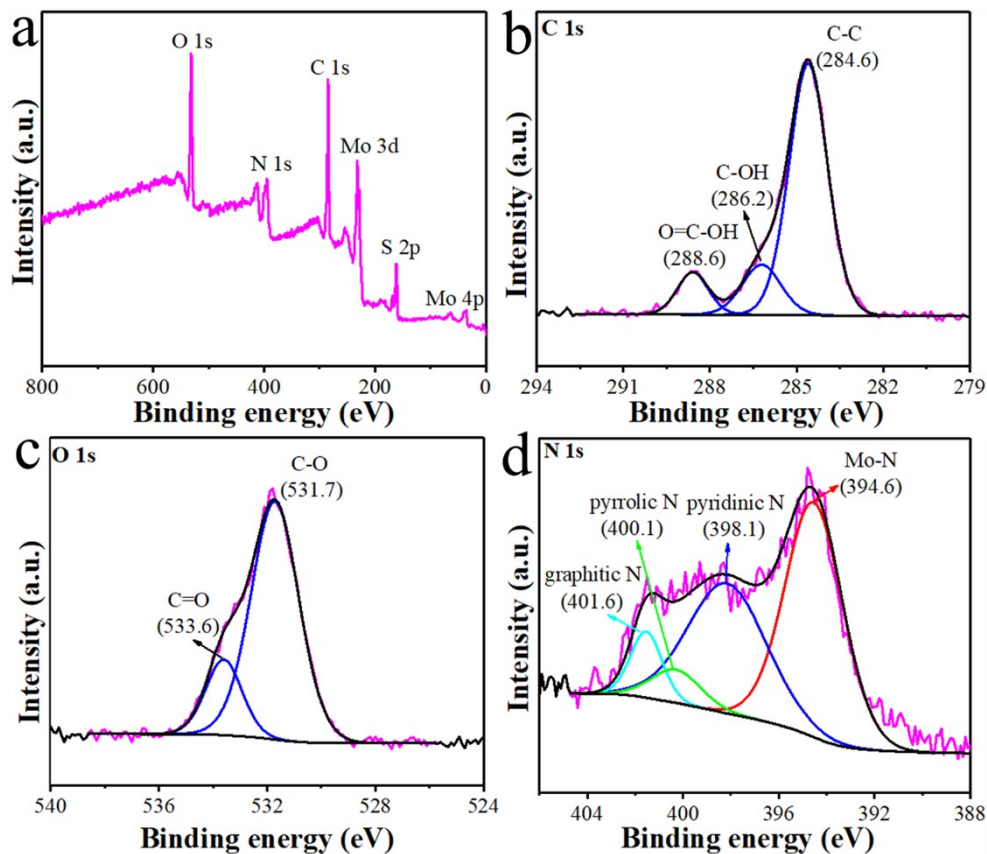 a
O 1s
C 1s
N 1s
Mo 3d
S 2p
Mo 4p
Intensity (a.u.)
800 600 400 200 0
Binding energy (eV)
b
C 1s
C-C
(284.6)
C-OH
(286.2)
O=C-OH
(288.6)
Intensity (a.u.)
294 291 288 285 282 279
Binding energy (eV)
c
O 1s
C-O
(531.7)
C=O
(533.6)
Intensity (a.u.)
540 536 532 528 524
Binding energy (eV)
d
N 1s
Mo-N
(394.6)
pyrrolic N
(400.1)
pyridinic N
(398.1)
graphitic N
(401.6)
Intensity (a.u.)
404 400 396 392 388
Binding energy (eV)